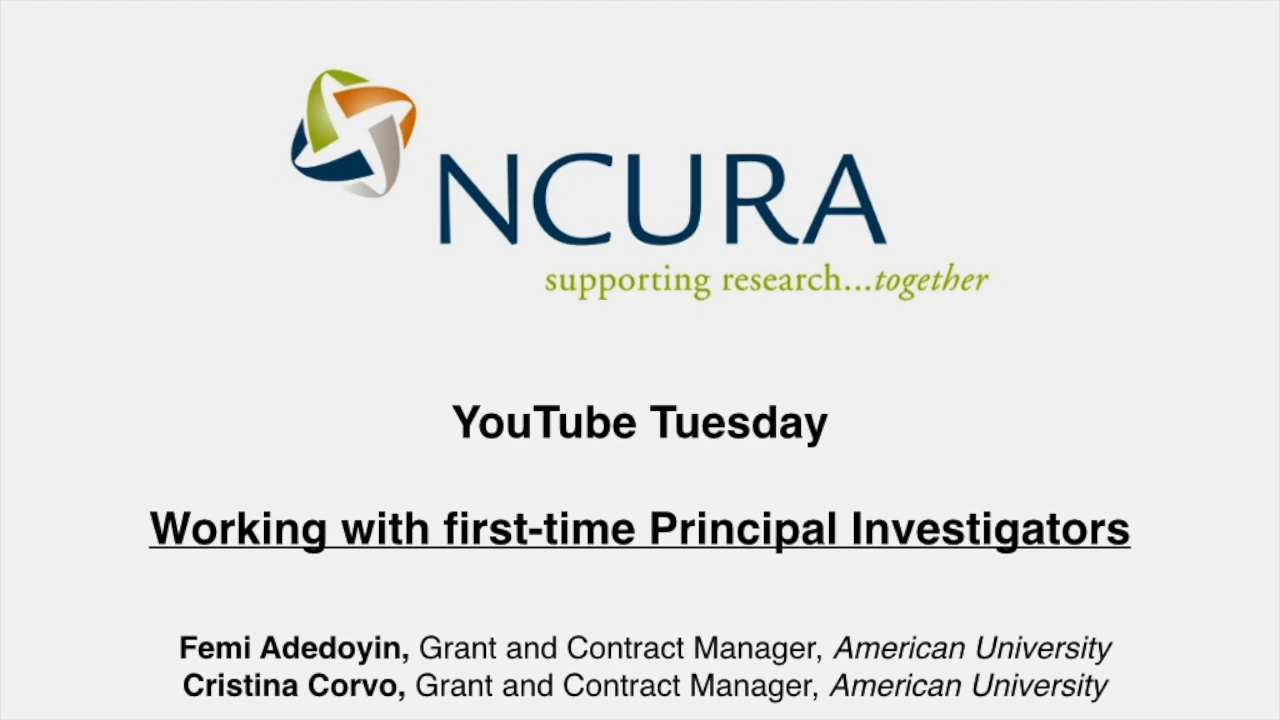 NCURA
supporting research...together
YouTube Tuesday
Working with first-time Principal Investigators
Femi Adedoyin, Grant and Contract Manager, American University
Cristina Corvo, Grant and Contract Manager, American University